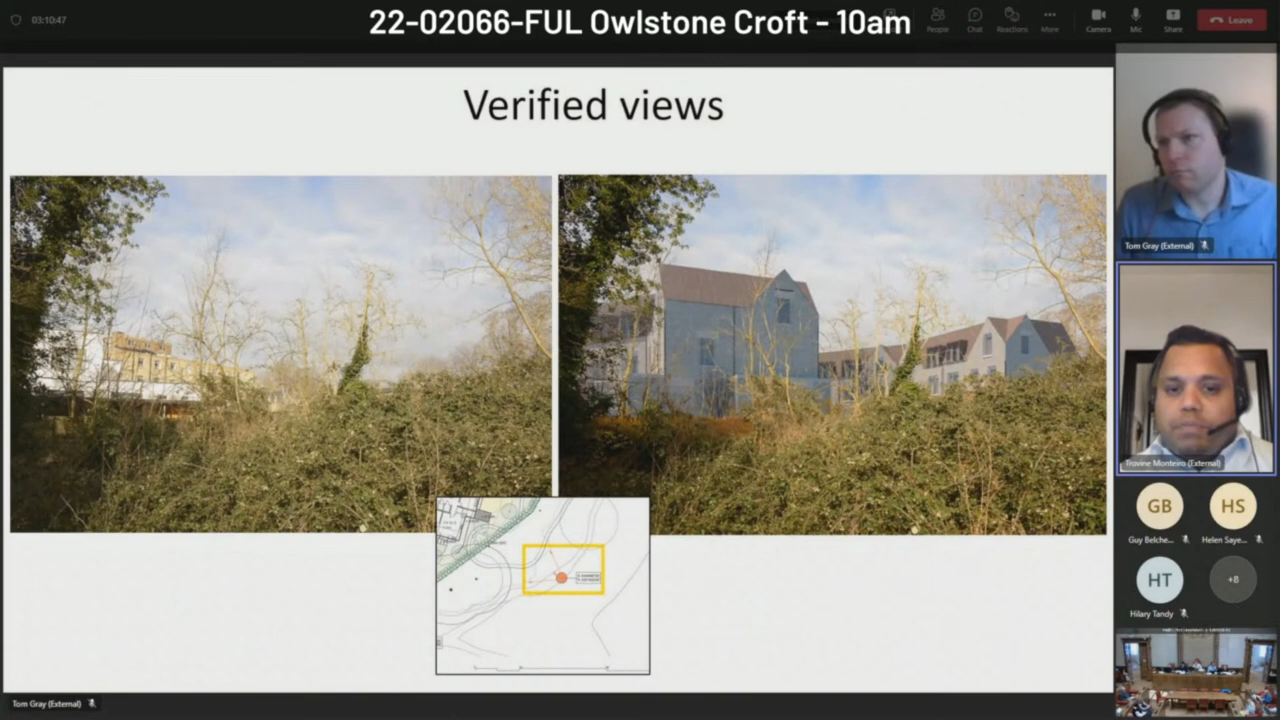 22-02066-FUL Owlstone Croft - 10am
03:10:47
People
Chat
Reactions
More
Camera
Mic
Share
Leave
Verified views
Tom Gray (External)
Travine Monteiro (External)
GB
HS
Guy Belche...
Helen Saye...
HT
+8
Hilary Tandy
Tom Gray (External)